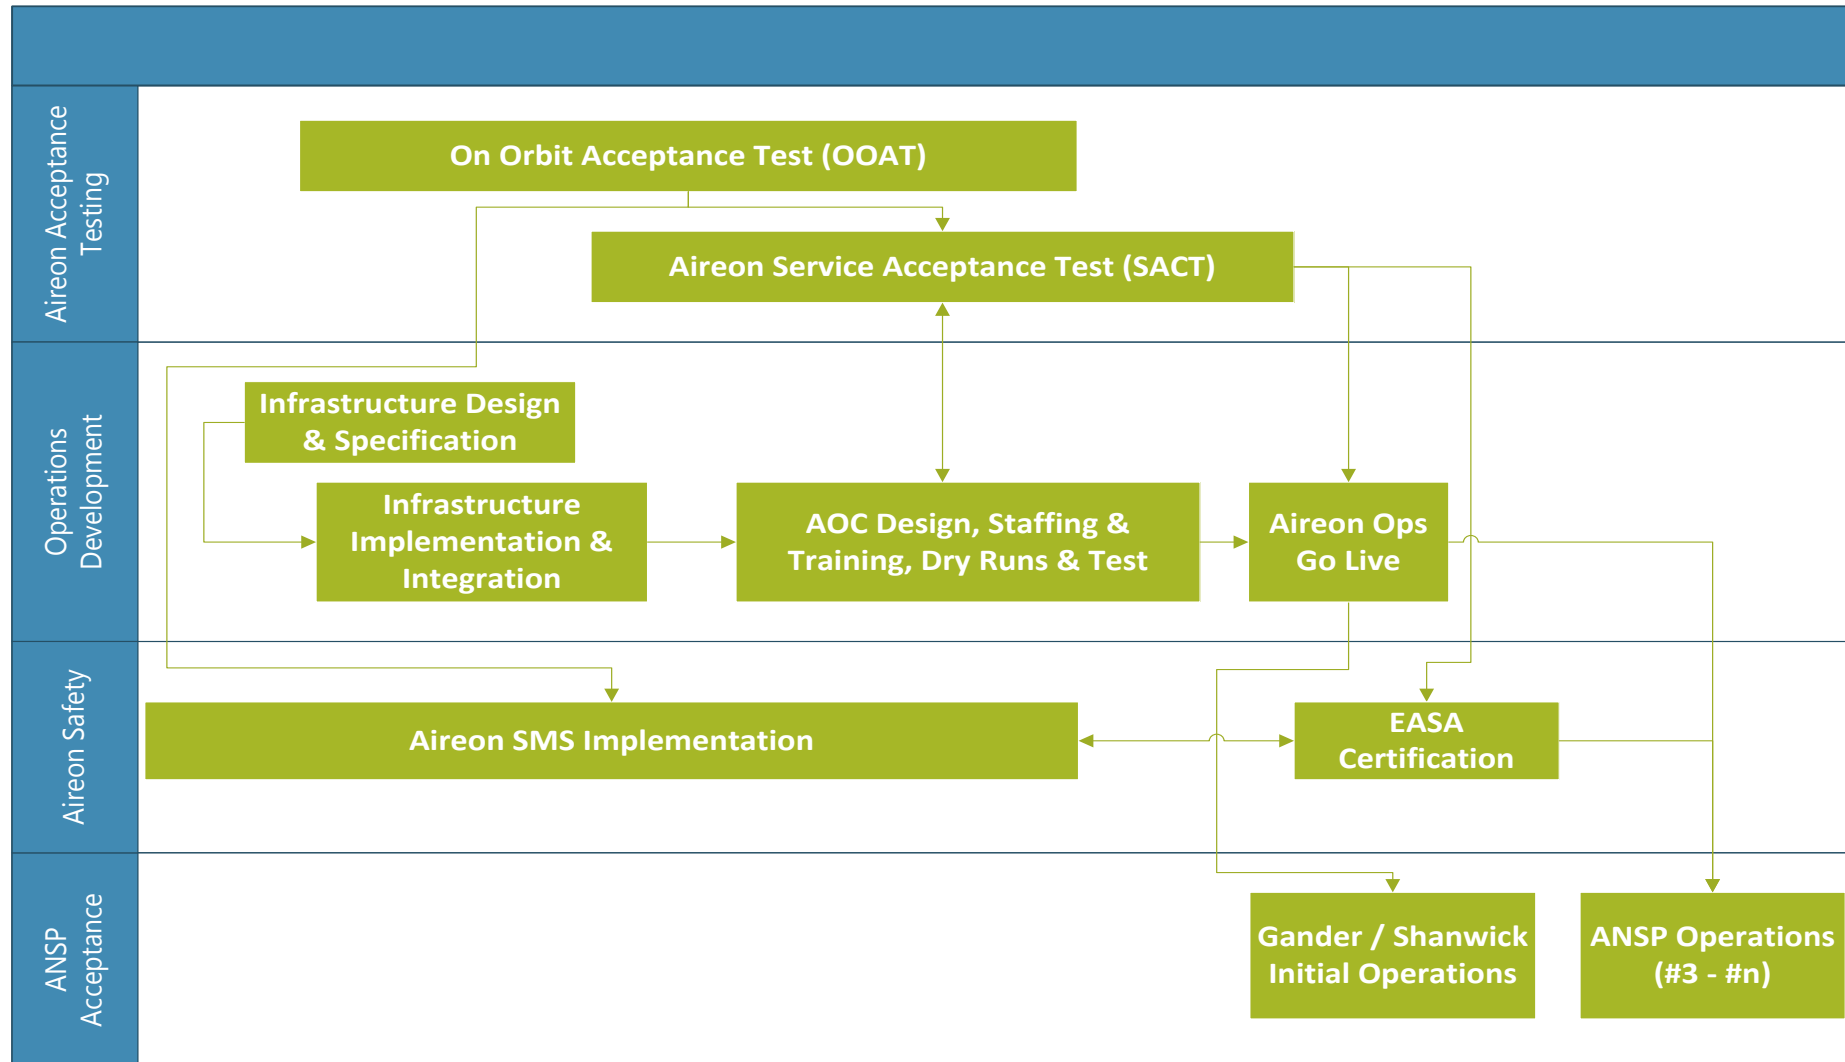 Aireon Acceptance
Testing
On Orbit Acceptance Test (OOAT)
Aireon Service Acceptance Test (SACT)
Operations
Development
Infrastructure Design
& Specification
Infrastructure
Implementation &
Integration
AOC Design, Staffing &
Training, Dry Runs & Test
Aireon Ops
Go Live
Aireon Safety
Aireon SMS Implementation
EASA
Certification
ANSP
Acceptance
Gander / Shanwick
Initial Operations
ANSP Operations
(#3 - #n)